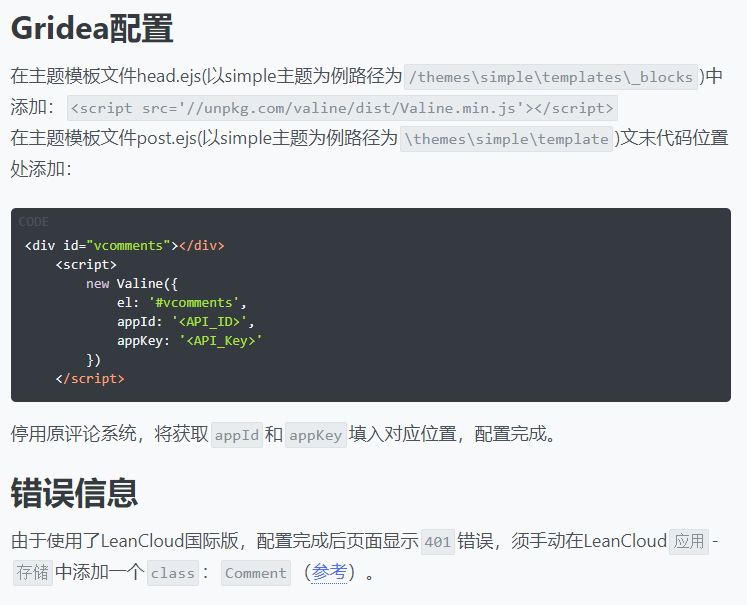 Gridea配置
在主题模板文件head.ejs(以simple主题为例路径为 /themes\simple\templates\_blocks )中
添加： <script src='//unpkg.com/valine/dist/Valine.min.js'></script>
在主题模板文件post.ejs(以simple主题为例路径为 \themes\simple\template )文末代码位置
处添加：
CODE
<div id="vcomments"></div>
    <script>
        new Valine({
            el: '#vcomments',
            appId: '<API_ID>',
            appKey: '<API_Key>'
        })
    </script>
停用原评论系统，将获取 appId 和 appKey 填入对应位置，配置完成。
错误信息
由于使用了LeanCloud国际版，配置完成后页面显示 401 错误，须手动在LeanCloud 应用 -
存储 中添加一个 class ： Comment （参考）。